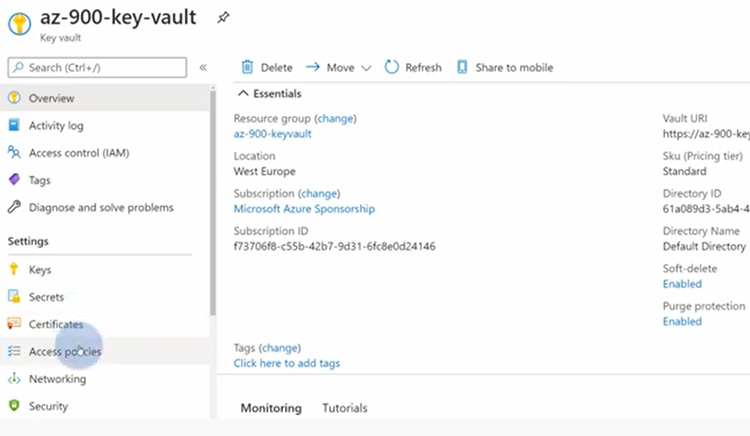 az-900-key-vault
Key vault
Search (Ctrl+/)
«
Overview
Activity log
Access control (IAM)
Tags
Diagnose and solve problems
Settings
Keys
Secrets
Certificates
Access policies
Networking
Security
Delete Move Refresh Share to mobile
Essentials
Resource group (change)
az-900-keyvault
Location
West Europe
Subscription (change)
Microsoft Azure Sponsorship
Subscription ID
f73706f8-c55b-42b7-9d31-6fc8e0d24146
Vault URI
https://az-900-key
Sku (Pricing tier)
Standard
Directory ID
61a089d3-5ab4-4
Directory Name
Default Directory
Soft-delete
Enabled
Purge protection
Enabled
Tags (change)
Click here to add tags
Monitoring Tutorials